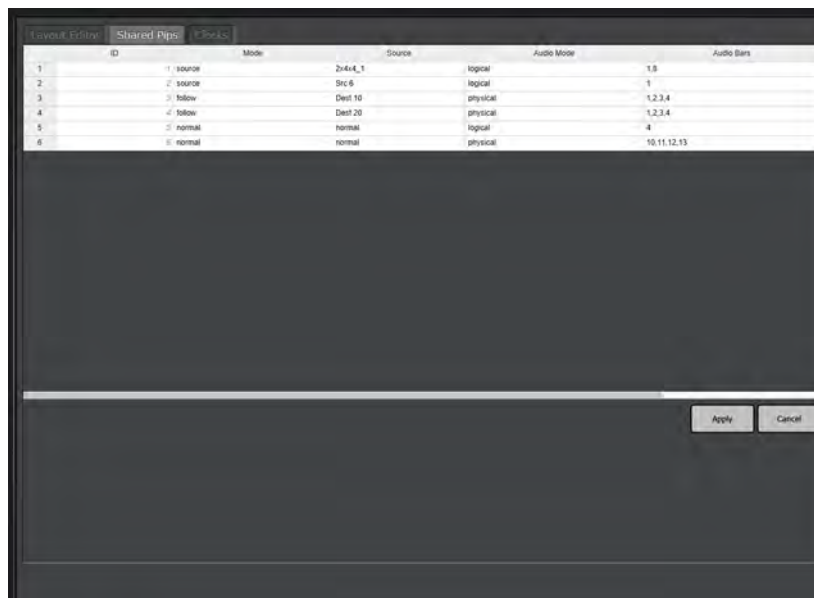 Layout Editor Shared Pips Clocks
ID Mode Source Audio Mode Audio Bars
1 1 source 2x4x4_1 logical 1,8
2 2 source Src 6 logical 1
3 3 follow Dest 10 physical 1,2,3,4
4 4 follow Dest 20 physical 1,2,3,4
5 5 normal normal logical 4
6 6 normal normal physical 10,11,12,13
Apply Cancel